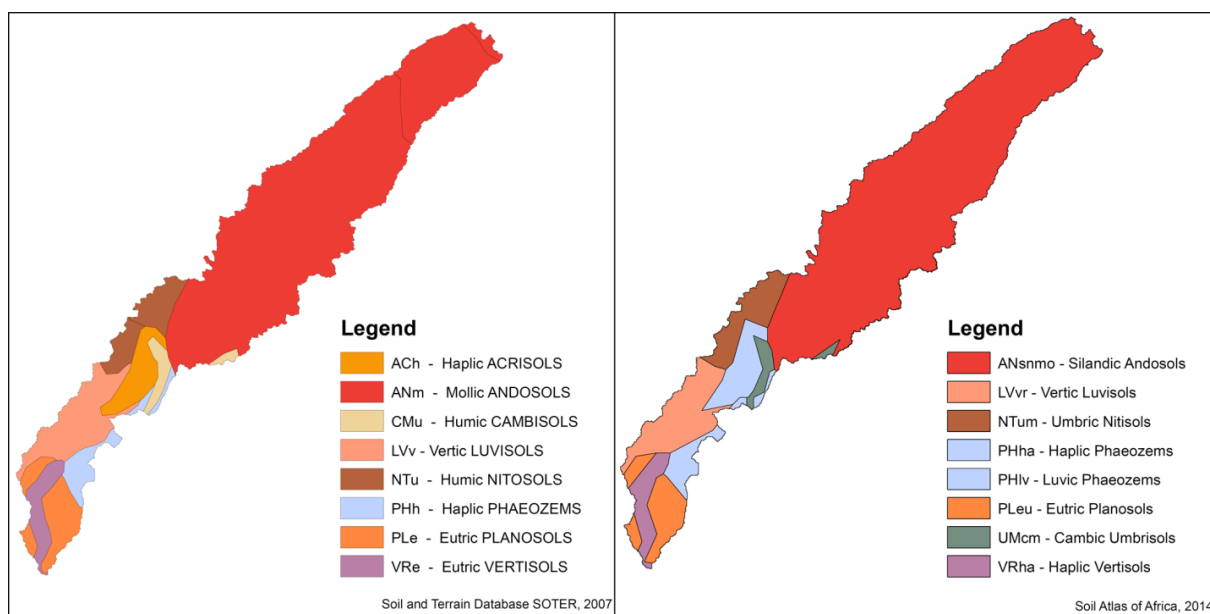 Legend
ACh - Haplic ACRISOLS
ANm - Mollic ANDOSOLS
CMu - Humic CAMBISOLS
LVv - Vertic LUVISOLS
NTu - Humic NITOSOLS
PHh - Haplic PHAEOZEMS
PLe - Eutric PLANOSOLS
VRe - Eutric VERTISOLS
Soil and Terrain Database SOTER, 2007
Legend
ANsnmo - Silandic Andosols
LVvr - Vertic Luvisols
NTum - Umbric Nitisols
PHha - Haplic Phaeozems
PHlv - Luvic Phaeozems
PLeu - Eutric Planosols
UMcm - Cambic Umbrisols
VRha - Haplic Vertisols
Soil Atlas of Africa, 2014